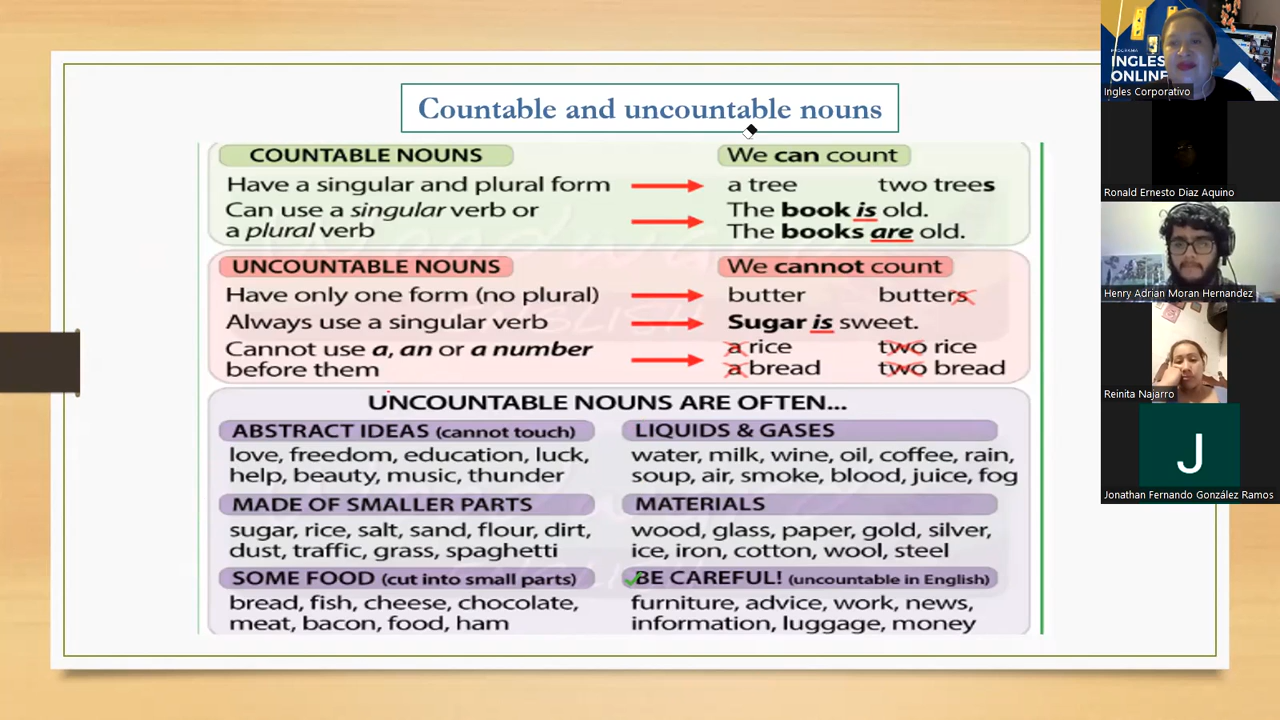 Countable and uncountable nouns
COUNTABLE NOUNS We can count
Have a singular and plural form a tree two trees
Can use a singular verb or The book is old.
a plural verb The books are old.
UNCOUNTABLE NOUNS We cannot count
Have only one form (no plural) butter butters
Always use a singular verb Sugar is sweet.
Cannot use a, an or a number a rice two rice
before them a bread two bread
UNCOUNTABLE NOUNS ARE OFTEN...
ABSTRACT IDEAS (cannot touch)
love, freedom, education, luck,
help, beauty, music, thunder
LIQUIDS & GASES
water, milk, wine, oil, coffee, rain,
soup, air, smoke, blood, juice, fog
MADE OF SMALLER PARTS
sugar, rice, salt, sand, flour, dirt,
dust, traffic, grass, spaghetti
MATERIALS
wood, glass, paper, gold, silver,
ice, iron, cotton, wool, steel
SOME FOOD (cut into small parts)
bread, fish, cheese, chocolate,
meat, bacon, food, ham
BE CAREFUL! (uncountable in English)
furniture, advice, work, news,
information, luggage, money
PROGRAMA
INGLES
ONLINE
Ingles Corporativo
Ronald Ernesto Diaz Aquino
Henry Adrian Moran Hernandez
Reinita Najarro
J
Jonathan Fernando González Ramos